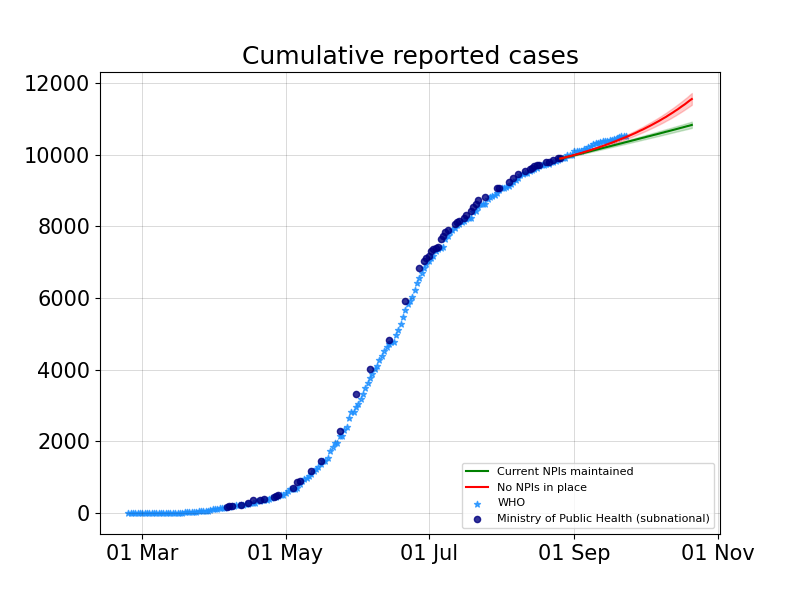 Cumulative reported cases
12000
10000
8000
6000
4000
2000
0
Current NPIs maintained
No NPIs in place
WHO
Ministry of Public Health (subnational)
01 Mar 01 May 01 Jul 01 Sep 01 Nov